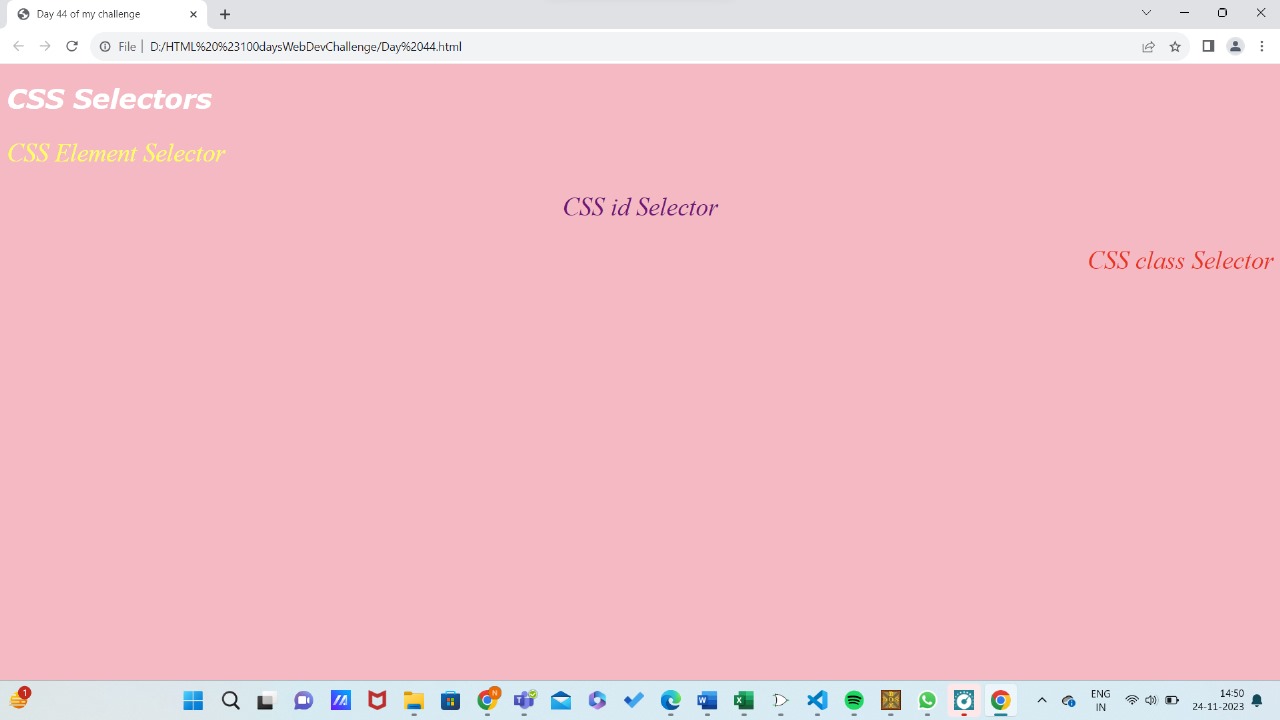 Day 44 of my challenge
File | D:/HTML%20%23100daysWebDevChallenge/Day%2044.html
CSS Selectors
CSS Element Selector
CSS id Selector
CSS class Selector
1
N
ENG
IN
14:50
24-11-2023